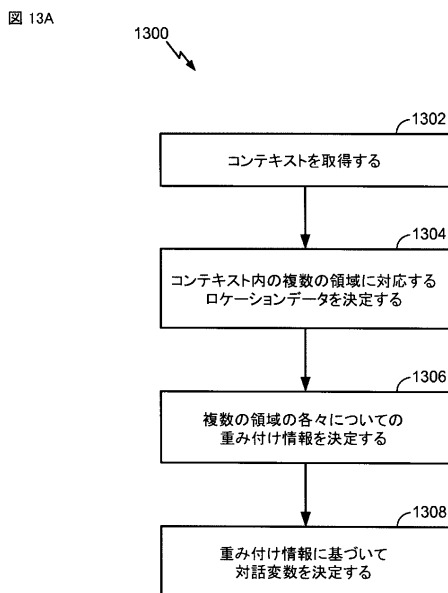 図 13A
1300
1302
コンテキストを取得する
1304
コンテキスト内の複数の領域に対応する
ロケーションデータを決定する
1306
複数の領域の各々についての
重み付け情報を決定する
1308
重み付け情報に基づいて
対話変数を決定する